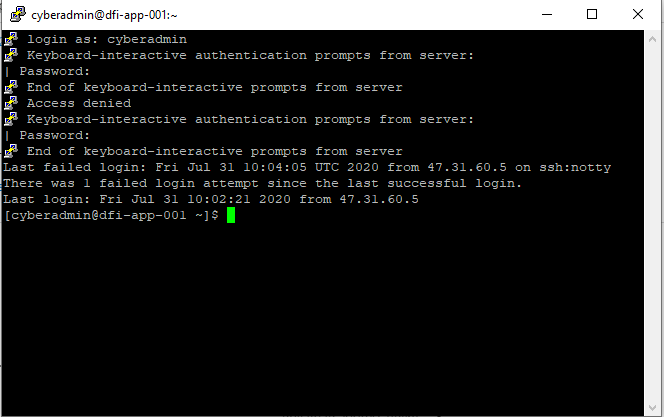 cyberadmin@dfi-app-001:~
login as: cyberadmin
Keyboard-interactive authentication prompts from server:
| Password:
End of keyboard-interactive prompts from server
Access denied
Keyboard-interactive authentication prompts from server:
| Password:
End of keyboard-interactive prompts from server
Last failed login: Fri Jul 31 10:04:05 UTC 2020 from 47.31.60.5 on ssh:notty
There was 1 failed login attempt since the last successful login.
Last login: Fri Jul 31 10:02:21 2020 from 47.31.60.5
[cyberadmin@dfi-app-001 ~]$